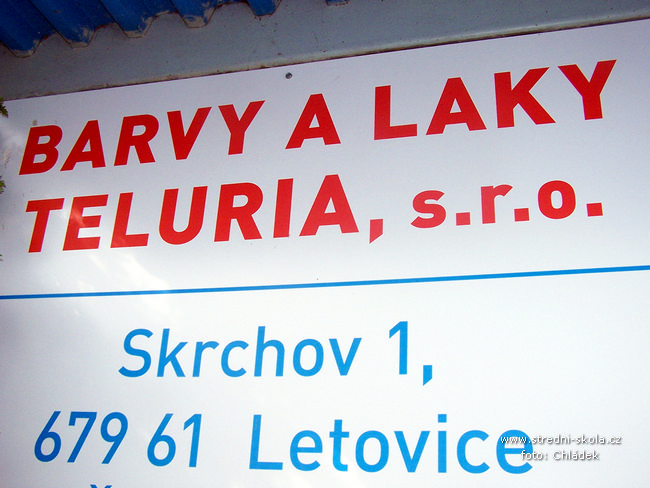 BARVY A LAKY
TELURIA, s.r.o.
Skrchov 1,
679 61 Letovice
www.stredni-skola.cz
foto: Chládek